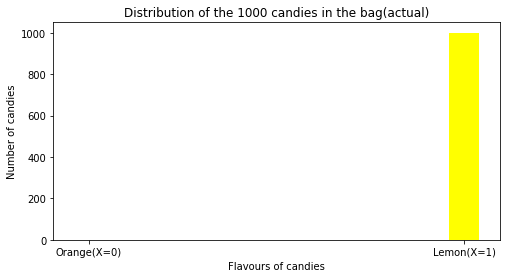 Distribution of the 1000 candies in the bag(actual)
Number of candies
1000
800
600
400
200
0
Orange(X=0) Lemon(X=1)
Flavours of candies